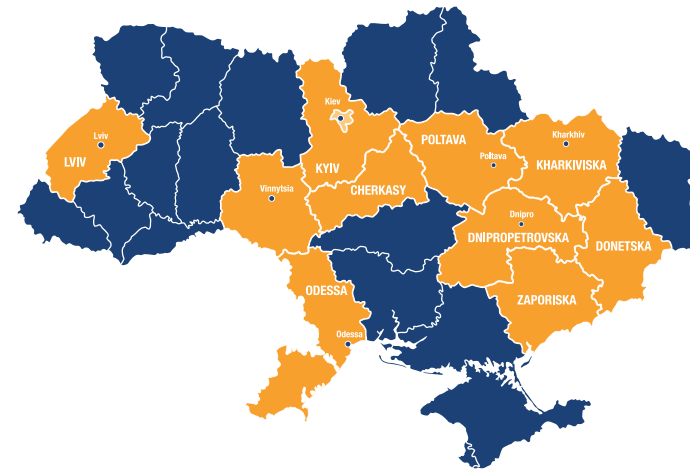 Kiev
Lviv
LVIV
KYIV
POLTAVA
Poltava
Kharkhiv
KHARKIVISKA
Vinnytsia
CHERKASY
Dnipro
DNIPROPETROVSKA
DONETSKA
ODESSA
ZAPORISKA
Odessa